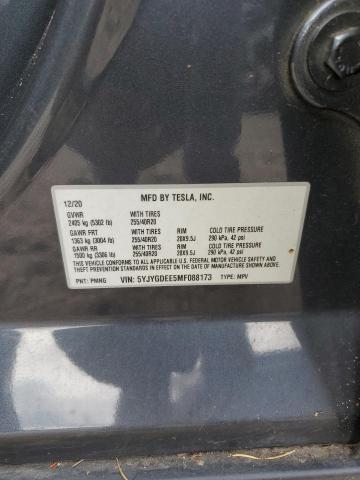 MFD BY TESLA, INC.
12/20
GVWR WITH TIRES
2405 kg (5302 lb) 255/40R20
GAWR FRT WITH TIRES RIM COLD TIRE PRESSURE
1363 kg (3004 lb) 255/40R20 20X9.5J 290 kPa, 42 psi
GAWR RR WITH TIRES RIM COLD TIRE PRESSURE
1500 kg (3306 lb) 255/40R20 20X9.5J 290 kPa, 42 psi
THIS VEHICLE CONFORMS TO ALL APPLICABLE U.S. FEDERAL MOTOR VEHICLE SAFETY,
BUMPER, AND THEFT PREVENTION STANDARDS IN EFFECT ON THE DATE OF
MANUFACTURE SHOWN ABOVE.
PNT: PMNG VIN: 5YJYGDEE5MF088173 TYPE: MPV